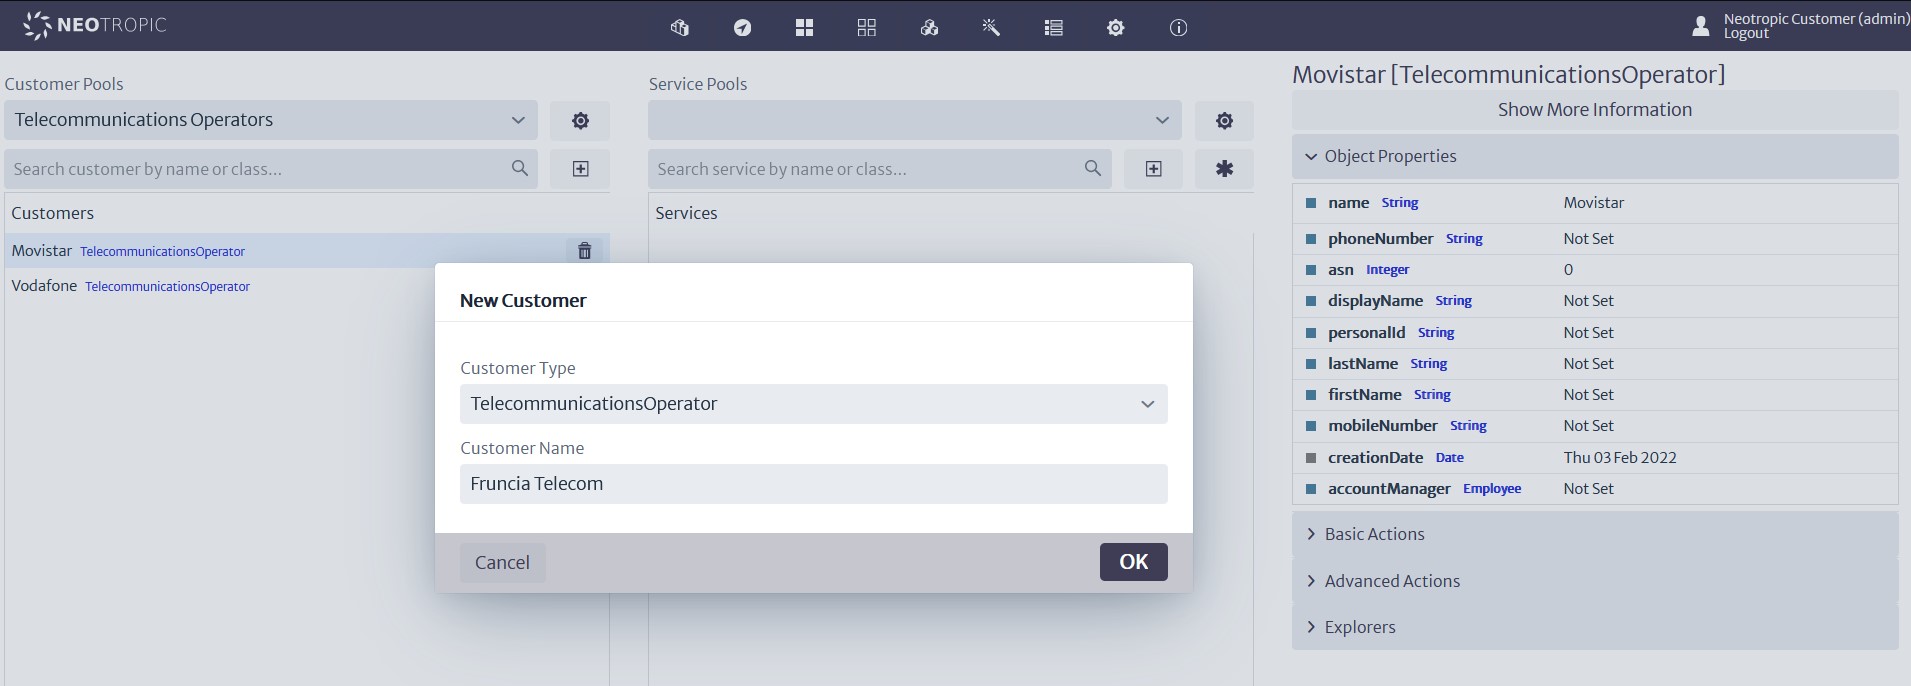 NEOTROPIC
Neotropic Customer (admin)
Logout
Customer Pools
Telecommunications Operators
Search customer by name or class...
Customers
Movistar TelecommunicationsOperator
Vodafone TelecommunicationsOperator
Service Pools
Search service by name or class...
Services
New Customer
Customer Type
TelecommunicationsOperator
Customer Name
Fruncia Telecom
Cancel
OK
Movistar [TelecommunicationsOperator]
Show More Information
Object Properties
name String Movistar
phoneNumber String Not Set
asn Integer 0
displayName String Not Set
personalId String Not Set
lastName String Not Set
firstName String Not Set
mobileNumber String Not Set
creationDate Date Thu 03 Feb 2022
accountManager Employee Not Set
Basic Actions
Advanced Actions
Explorers